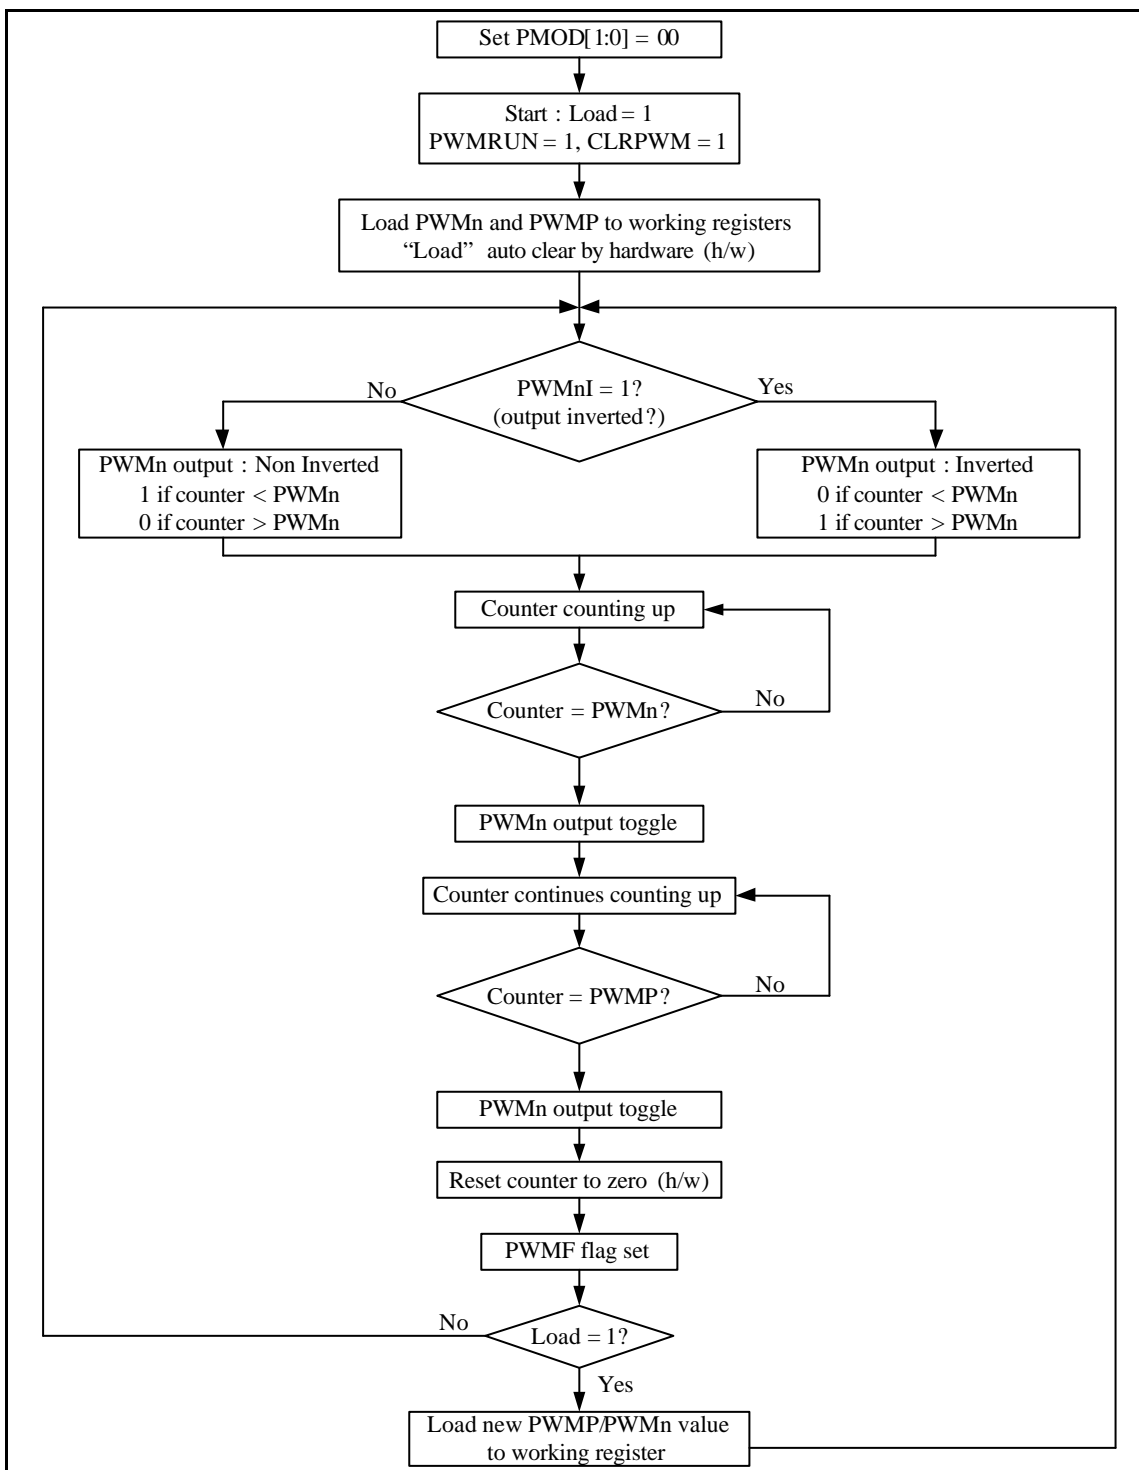 Set PMOD[1:0] = 00
Start : Load = 1
PWMRUN = 1, CLRPWM = 1
Load PWMn and PWMP to working registers
“Load” auto clear by hardware (h/w)
No
PWMnI = 1?
(output inverted?)
Yes
PWMn output : Non Inverted
1 if counter < PWMn
0 if counter > PWMn
PWMn output : Inverted
0 if counter < PWMn
1 if counter > PWMn
Counter counting up
Counter = PWMn?
No
PWMn output toggle
Counter continues counting up
Counter = PWMP?
No
PWMn output toggle
Reset counter to zero (h/w)
PWMF flag set
No
Load = 1?
Yes
Load new PWMP/PWMn value
to working register